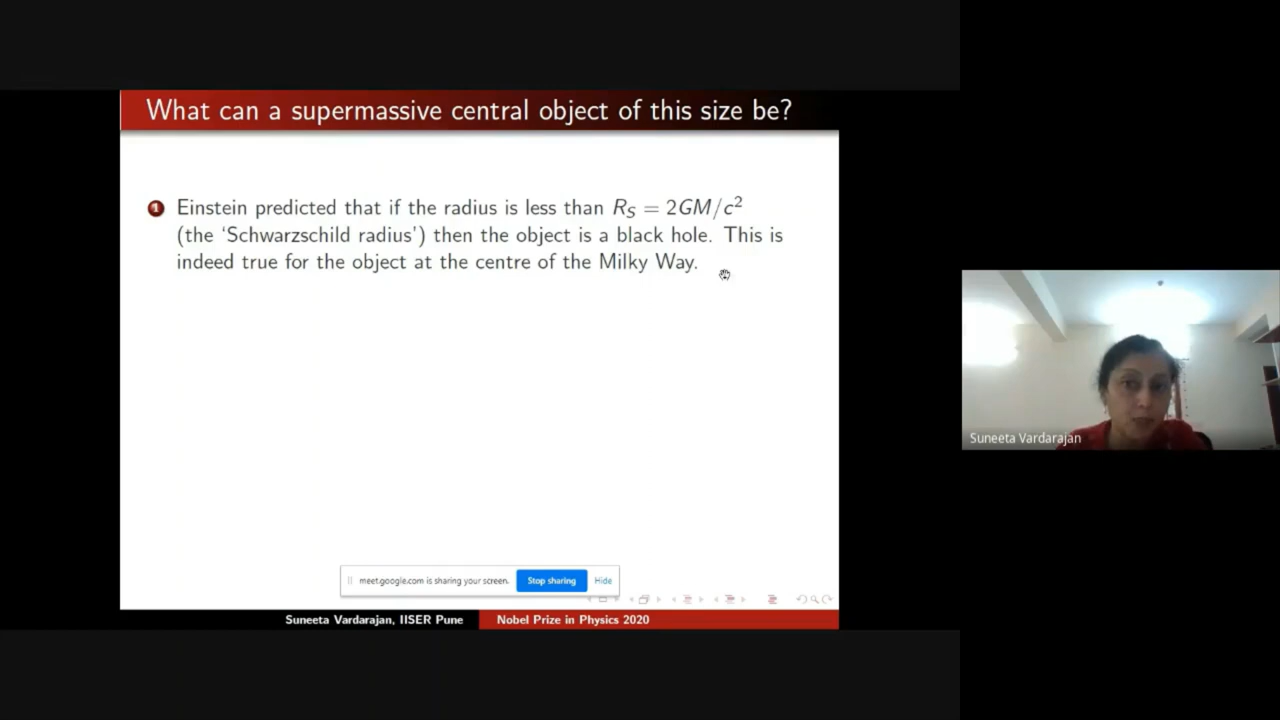 What can a supermassive central object of this size be?
1 Einstein predicted that if the radius is less than R_S = 2GM/c²
(the ‘Schwarzschild radius’) then the object is a black hole. This is
indeed true for the object at the centre of the Milky Way.
Suneeta Vardarajan
meet.google.com is sharing your screen. Stop sharing Hide
Suneeta Vardarajan, IISER Pune Nobel Prize in Physics 2020